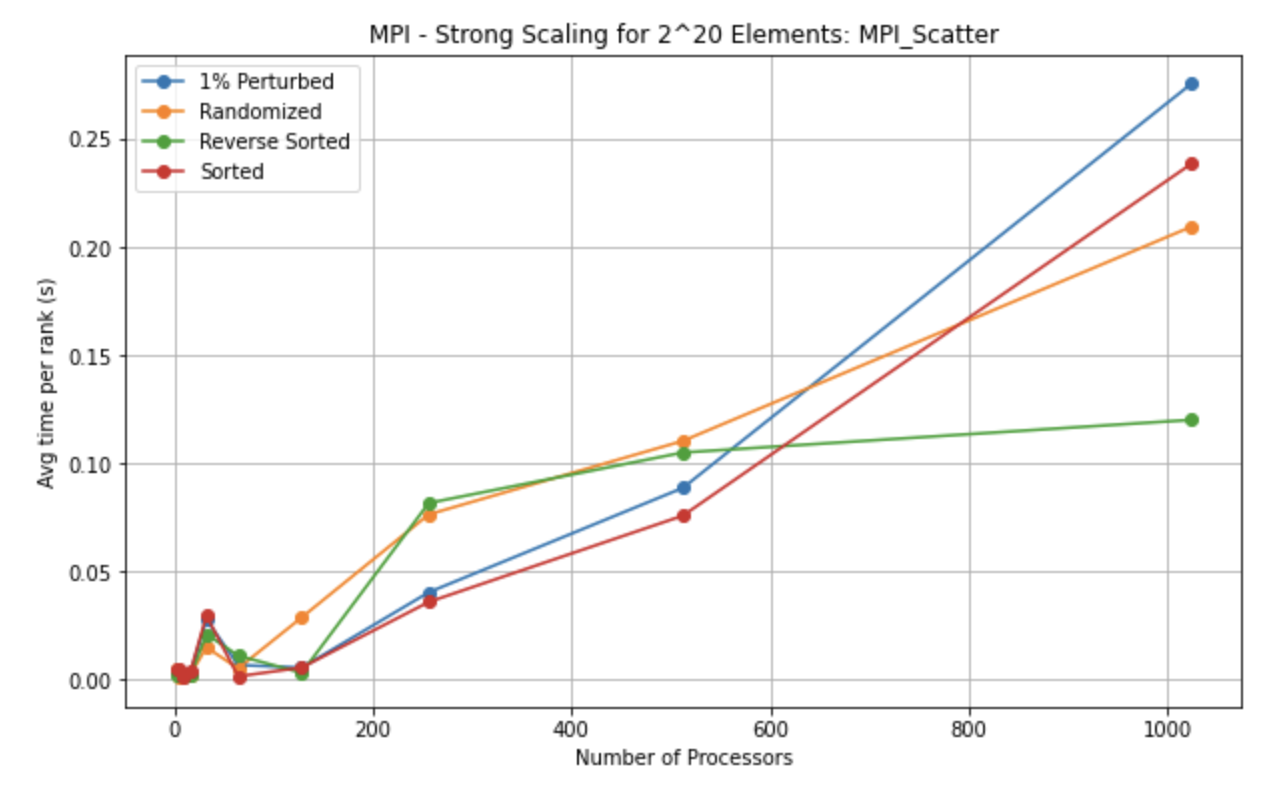 MPI - Strong Scaling for 2^20 Elements: MPI_Scatter
1% Perturbed
Randomized
Reverse Sorted
Sorted
Avg time per rank (s)
0.25
0.20
0.15
0.10
0.05
0.00
0 200 400 600 800 1000
Number of Processors